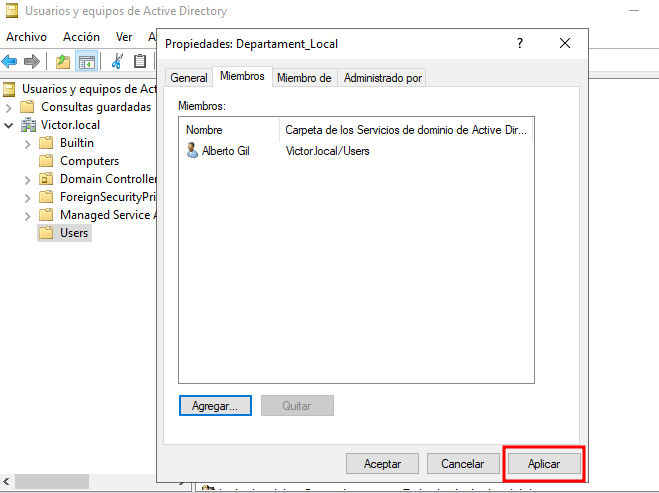 Usuarios y equipos de Active Directory
Archivo Acción Ver A
Usuarios y equipos de Act
Consultas guardadas
Victor.local
Builtin
Computers
Domain Controller
ForeignSecurityPri
Managed Service A
Users
Propiedades: Departament_Local
?
General Miembros Miembro de Administrado por
Miembros:
Nombre Carpeta de los Servicios de dominio de Active Dir...
Alberto Gil Victor.local/Users
Agregar... Quitar
Aceptar Cancelar Aplicar